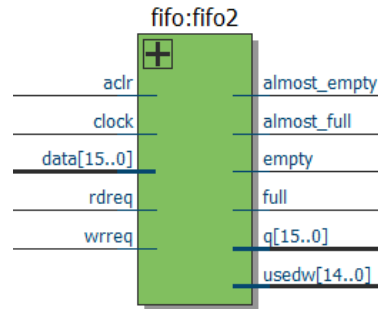 fifo:fifo2
aclr
clock
data[15..0]
rdreq
wrreq
almost_empty
almost_full
empty
full
q[15..0]
usedw[14..0]